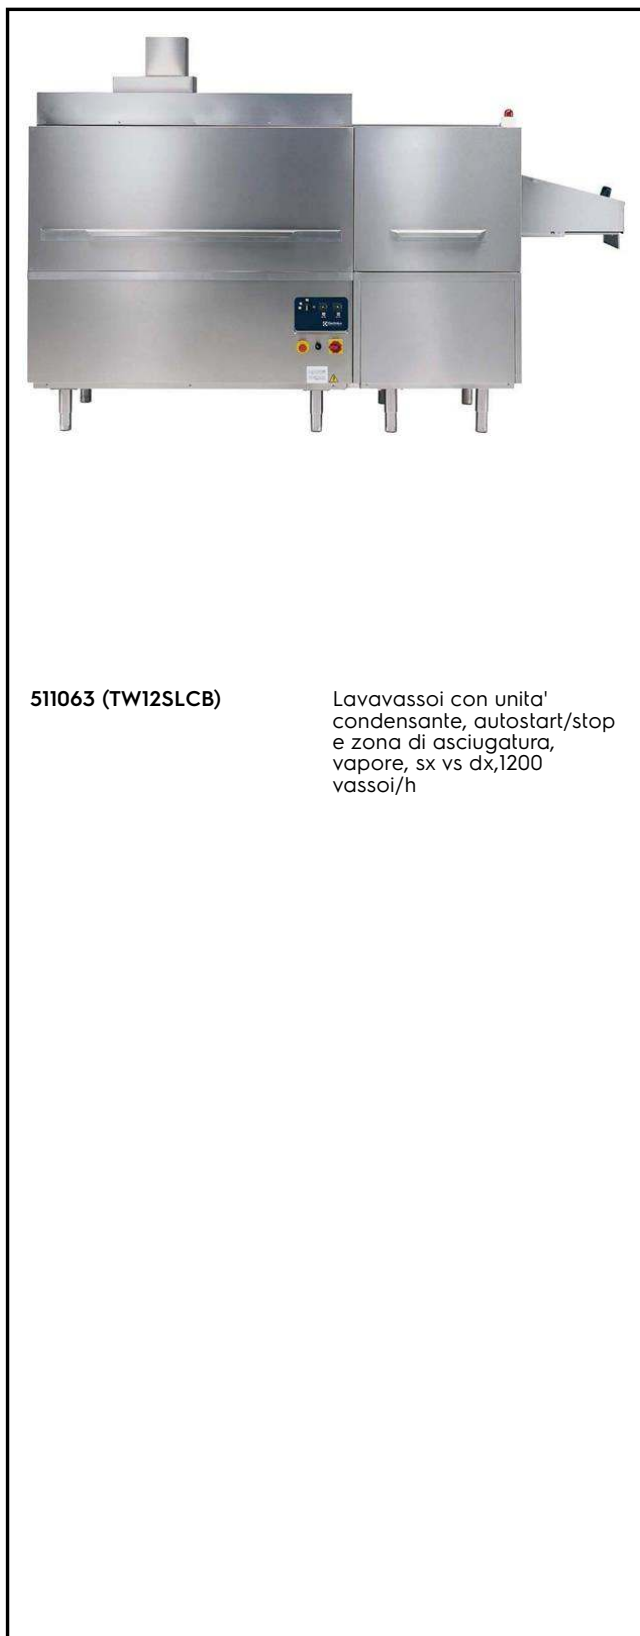 511063 (TW12SLCB)
Lavavassoi con unita'
condensante, autostart/stop
e zona di asciugatura,
vapore, sx vs dx,1200
vassoi/h